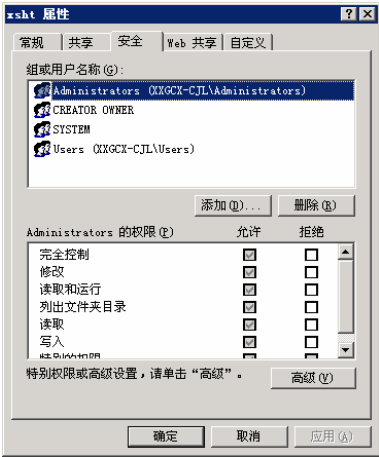 xsht 属性
常规 共享 安全 Web 共享 自定义
组或用户名称(G):
Administrators (XXGCX-CJL\Administrators)
CREATOR OWNER
SYSTEM
Users (XXGCX-CJL\Users)
添加(D)... 删除(R)
Administrators 的权限(P) 允许 拒绝
完全控制
修改
读取和运行
列出文件夹目录
读取
写入
特别的权限
特别权限或高级设置，请单击“高级”。
高级(V)
确定 取消 应用(A)